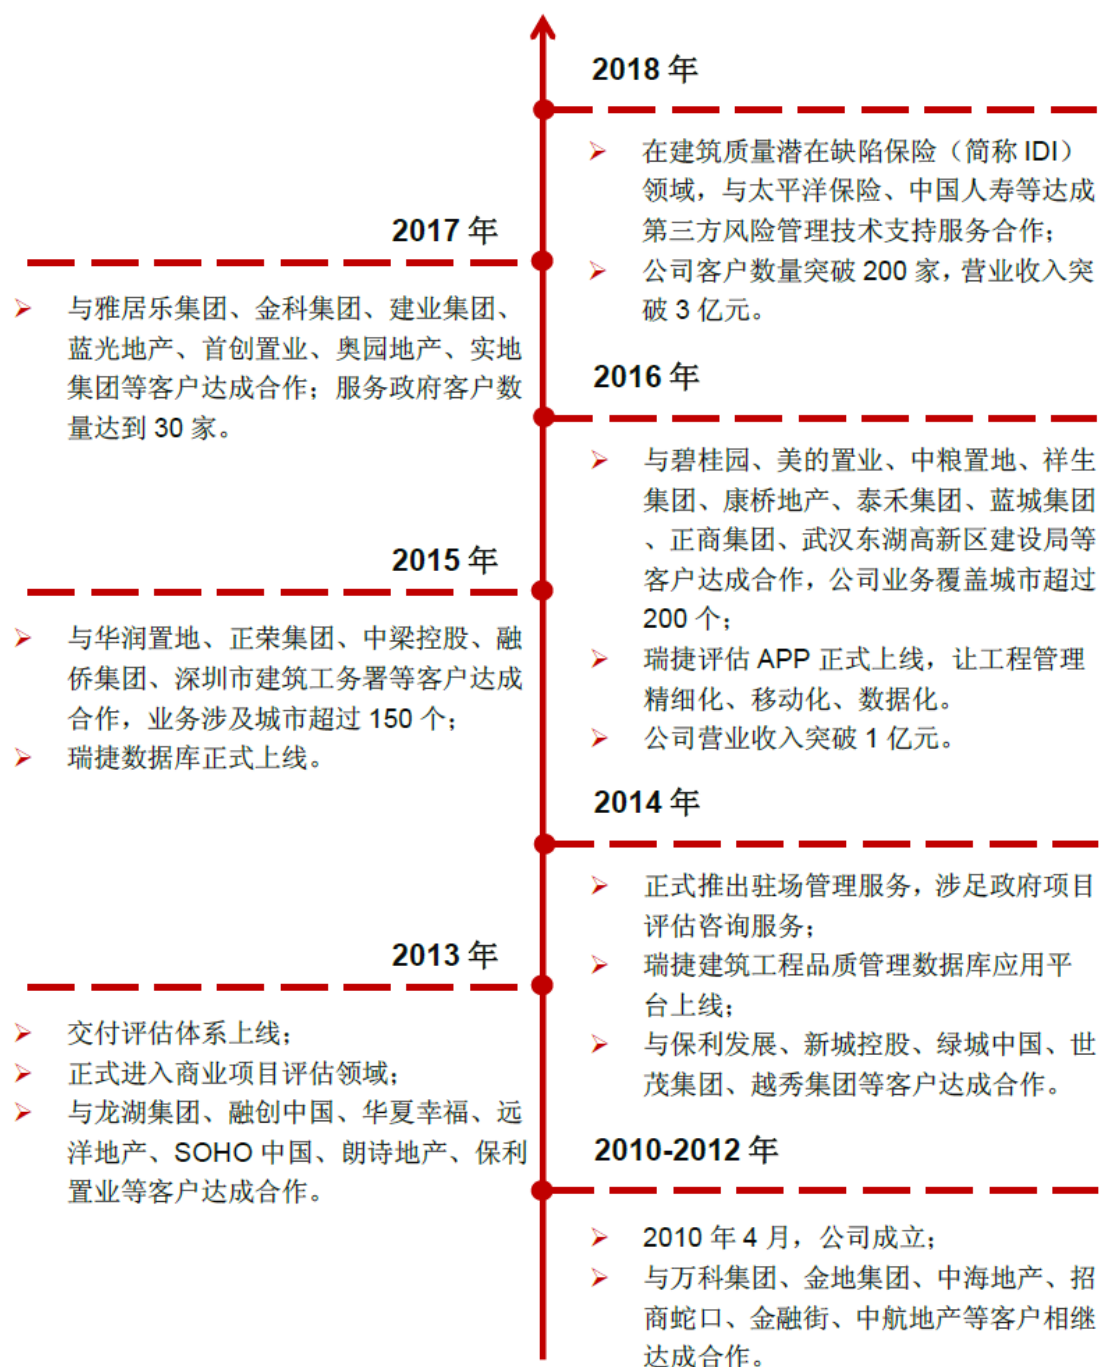 2018 年
➢ 在建筑质量潜在缺陷保险（简称 IDI）
领域，与太平洋保险、中国人寿等达成
第三方风险管理技术支持服务合作；
➢ 公司客户数量突破 200 家，营业收入突
破 3 亿元。
2017 年
➢ 与雅居乐集团、金科集团、建业集团、
蓝光地产、首创置业、奥园地产、实地
集团等客户达成合作；服务政府客户数
量达到 30 家。
2016 年
➢ 与碧桂园、美的置业、中粮置地、祥生
集团、康桥地产、泰禾集团、蓝城集团
、正商集团、武汉东湖高新区建设局等
客户达成合作，公司业务覆盖城市超过
200 个；
➢ 瑞捷评估 APP 正式上线，让工程管理
精细化、移动化、数据化。
➢ 公司营业收入突破 1 亿元。
2015 年
➢ 与华润置地、正荣集团、中梁控股、融
侨集团、深圳市建筑工务署等客户达成
合作，业务涉及城市超过 150 个；
➢ 瑞捷数据库正式上线。
2014 年
➢ 正式推出驻场管理服务，涉足政府项目
评估咨询服务；
➢ 瑞捷建筑工程品质管理数据库应用平
台上线；
➢ 与保利发展、新城控股、绿城中国、世
茂集团、越秀集团等客户达成合作。
2013 年
➢ 交付评估体系上线；
➢ 正式进入商业项目评估领域；
➢ 与龙湖集团、融创中国、华夏幸福、远
洋地产、SOHO 中国、朗诗地产、保利
置业等客户达成合作。
2010-2012 年
➢ 2010 年 4 月，公司成立；
➢ 与万科集团、金地集团、中海地产、招
商蛇口、金融街、中航地产等客户相继
达成合作。